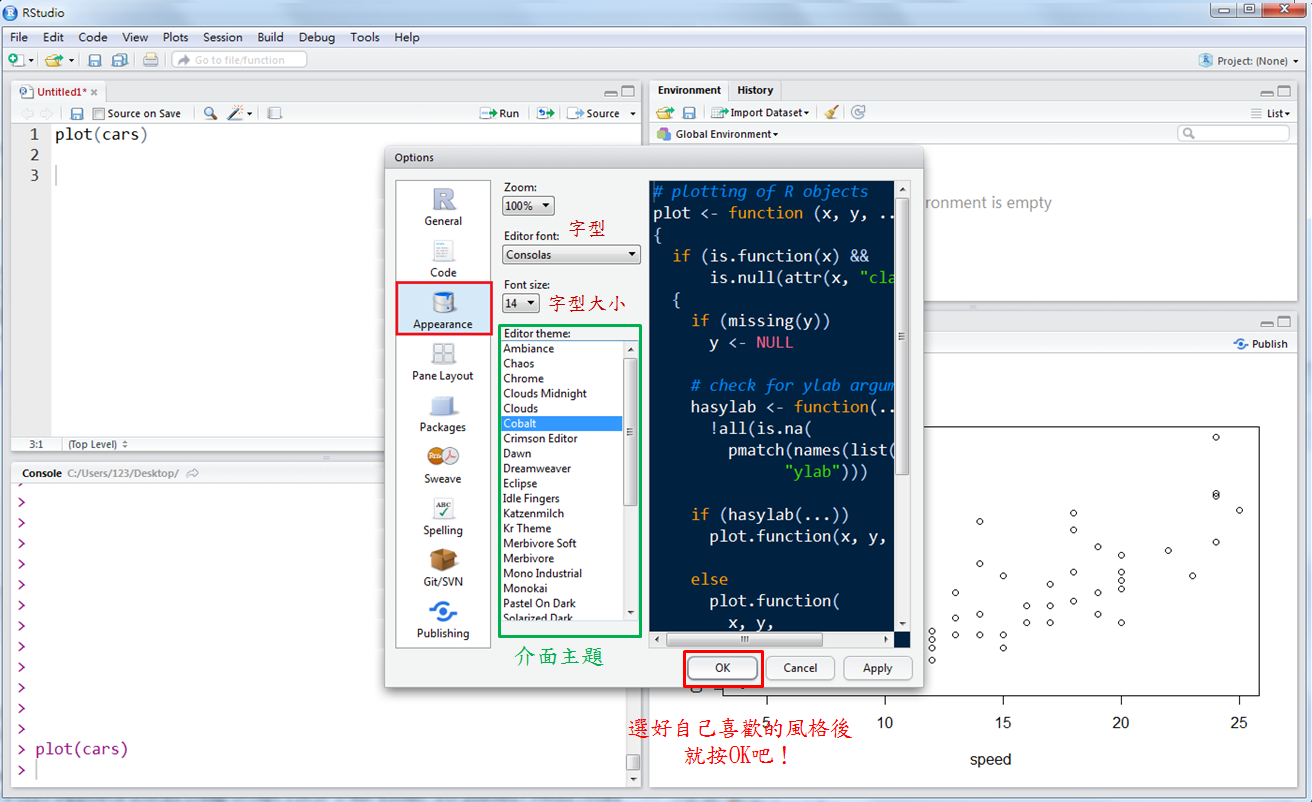 RStudio
File Edit Code View Plots Session Build Debug Tools Help
Go to file/function
Project: (None)
Untitled1*
Source on Save
Run
Source
1 plot(cars)
2
3
3:1 (Top Level)
Console C:/Users/123/Desktop/
>
>
>
>
>
>
>
>
>
>
>
>
> plot(cars)
>
Environment History
Import Dataset
List
Global Environment
ronment is empty
Publish
Options
General
Code
Appearance
Pane Layout
Packages
Sweave
ABC
Spelling
Git/SVN
Publishing
Zoom:
100%
Editor font:
字型
Consolas
Font size:
14
字型大小
Editor theme:
Ambiance
Chaos
Chrome
Clouds Midnight
Clouds
Cobalt
Crimson Editor
Dawn
Dreamweaver
Eclipse
Idle Fingers
Katzenmilch
Kr Theme
Merbivore Soft
Merbivore
Mono Industrial
Monokai
Pastel On Dark
Solarized Dark
介面主題
# plotting of R objects
plot <- function (x, y, ..
{
if (is.function(x) &&
is.null(attr(x, "cla
{
if (missing(y))
y <- NULL
# check for ylab argum
hasylab <- function(..
!all(is.na(
pmatch(names(list(
"ylab")))
if (hasylab(...))
plot.function(x, y,
else
plot.function(
x, y,
OK Cancel Apply
選好自己喜歡的風格後
就按OK吧！
5 10 15 20 25
speed